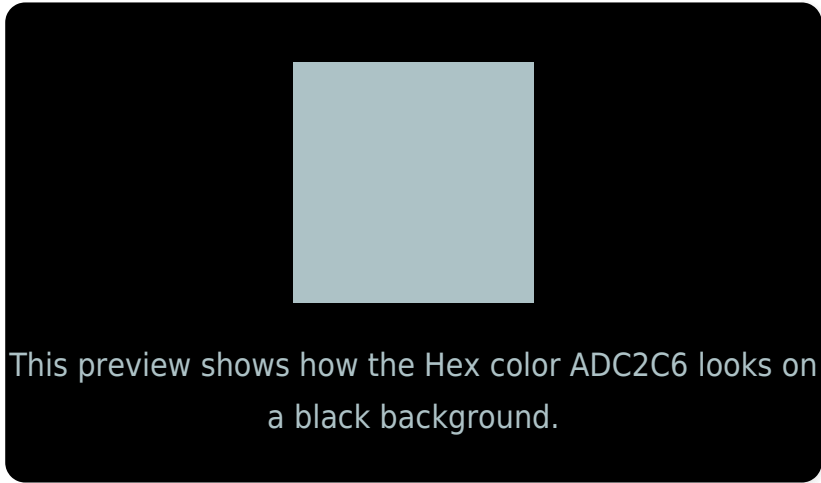 This preview shows how the Hex color ADC2C6 looks on
a black background.